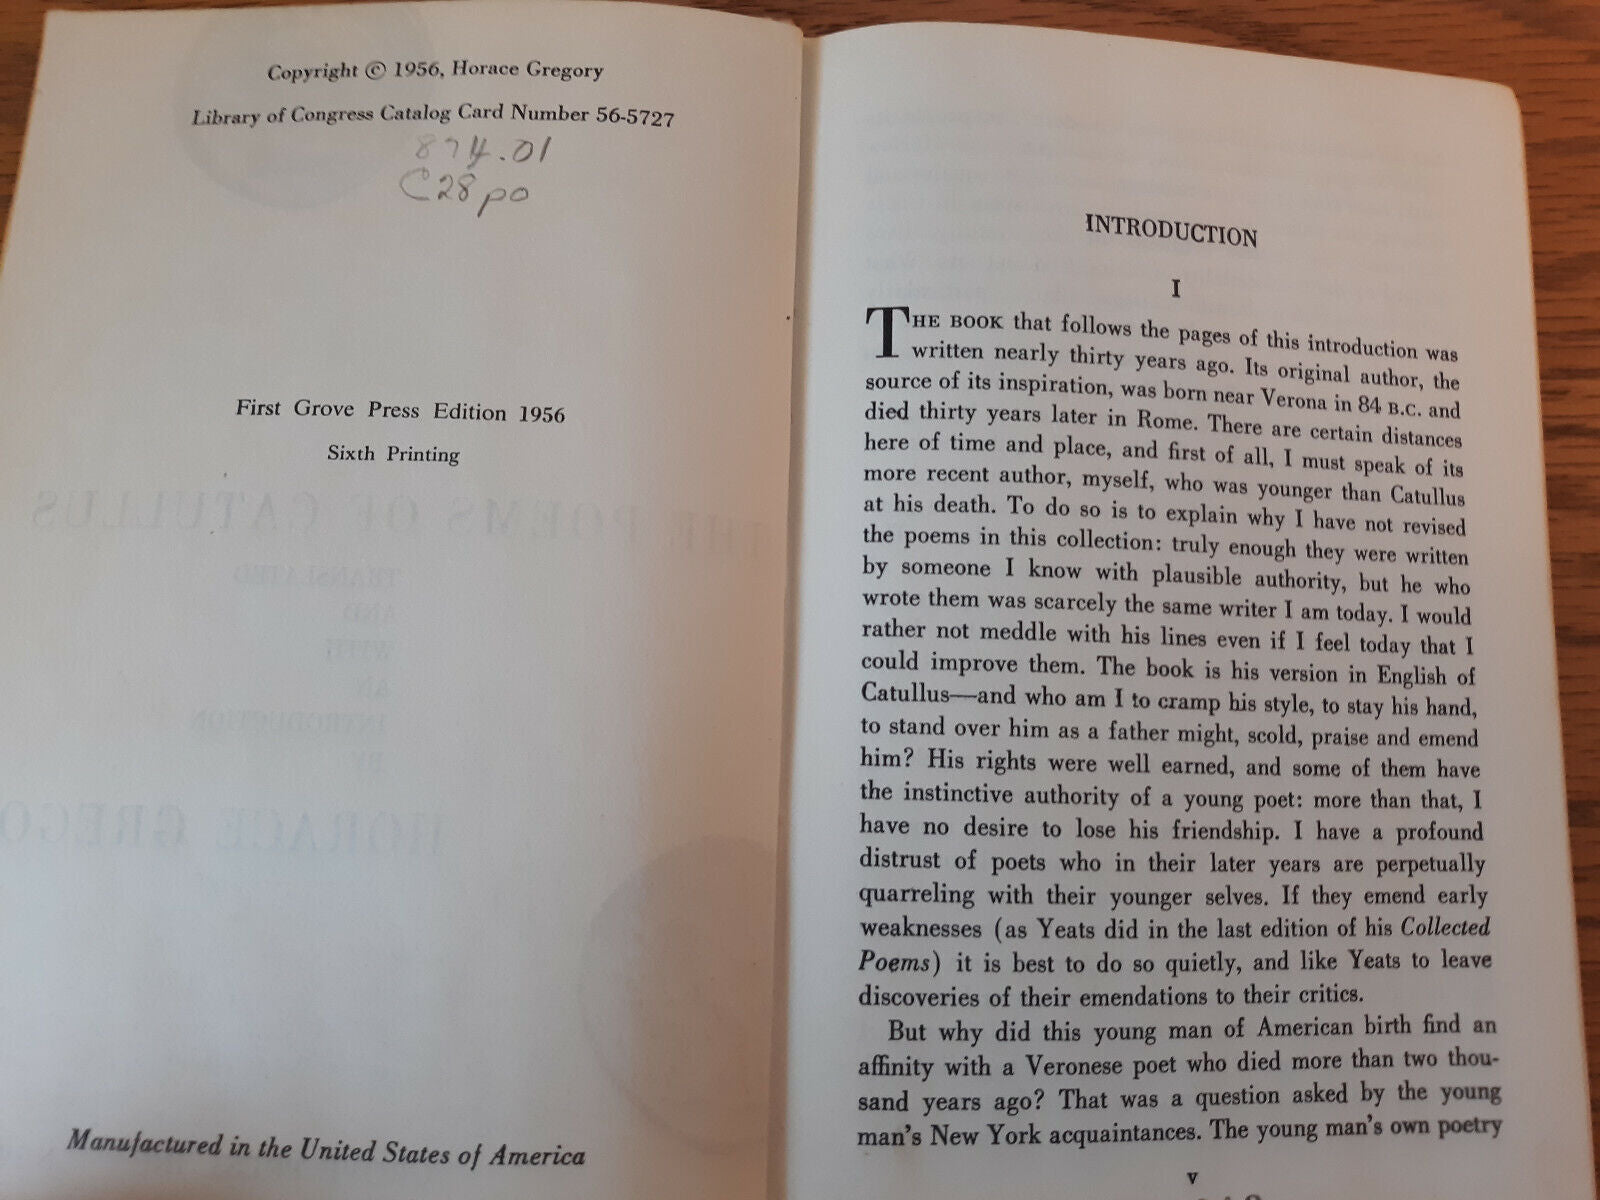 Copyright © 1956, Horace Gregory
Library of Congress Catalog Card Number 56-5727
874.01
C28po
First Grove Press Edition 1956
Sixth Printing
THE POEMS OF CATULLUS
TRANSLATED
AND
WITH
AN
INTRODUCTION
BY
HORACE GREGO
Manufactured in the United States of America
INTRODUCTION
I
THE BOOK that follows the pages of this introduction was
written nearly thirty years ago. Its original author, the
source of its inspiration, was born near Verona in 84 B.C. and
died thirty years later in Rome. There are certain distances
here of time and place, and first of all, I must speak of its
more recent author, myself, who was younger than Catullus
at his death. To do so is to explain why I have not revised
the poems in this collection: truly enough they were written
by someone I know with plausible authority, but he who
wrote them was scarcely the same writer I am today. I would
rather not meddle with his lines even if I feel today that I
could improve them. The book is his version in English of
Catullus—and who am I to cramp his style, to stay his hand,
to stand over him as a father might, scold, praise and emend
him? His rights were well earned, and some of them have
the instinctive authority of a young poet: more than that, I
have no desire to lose his friendship. I have a profound
distrust of poets who in their later years are perpetually
quarreling with their younger selves. If they emend early
weaknesses (as Yeats did in the last edition of his Collected
Poems) it is best to do so quietly, and like Yeats to leave
discoveries of their emendations to their critics.
But why did this young man of American birth find an
affinity with a Veronese poet who died more than two thou-
sand years ago? That was a question asked by the young
man's New York acquaintances. The young man's own poetry
v